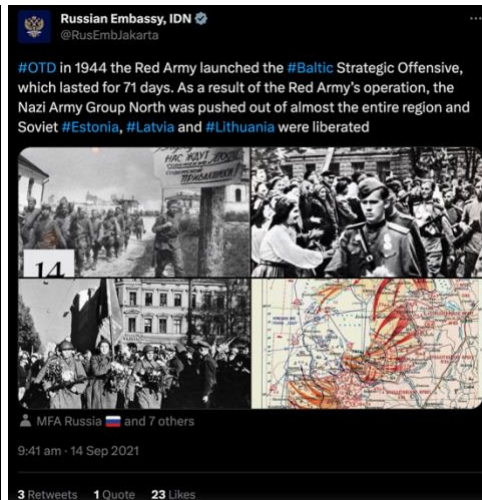 Russian Embassy, IDN
@RusEmbJakarta
#OTD in 1944 the Red Army launched the #Baltic Strategic Offensive,
which lasted for 71 days. As a result of the Red Army's operation, the
Nazi Army Group North was pushed out of almost the entire region and
Soviet #Estonia, #Latvia and #Lithuania were liberated
НАС ЖДУТ
ПРИБАЛТИКИ!
14
MFA Russia 🇷🇺 and 7 others
9:41 am · 14 Sep 2021
3 Retweets 1 Quote 23 Likes